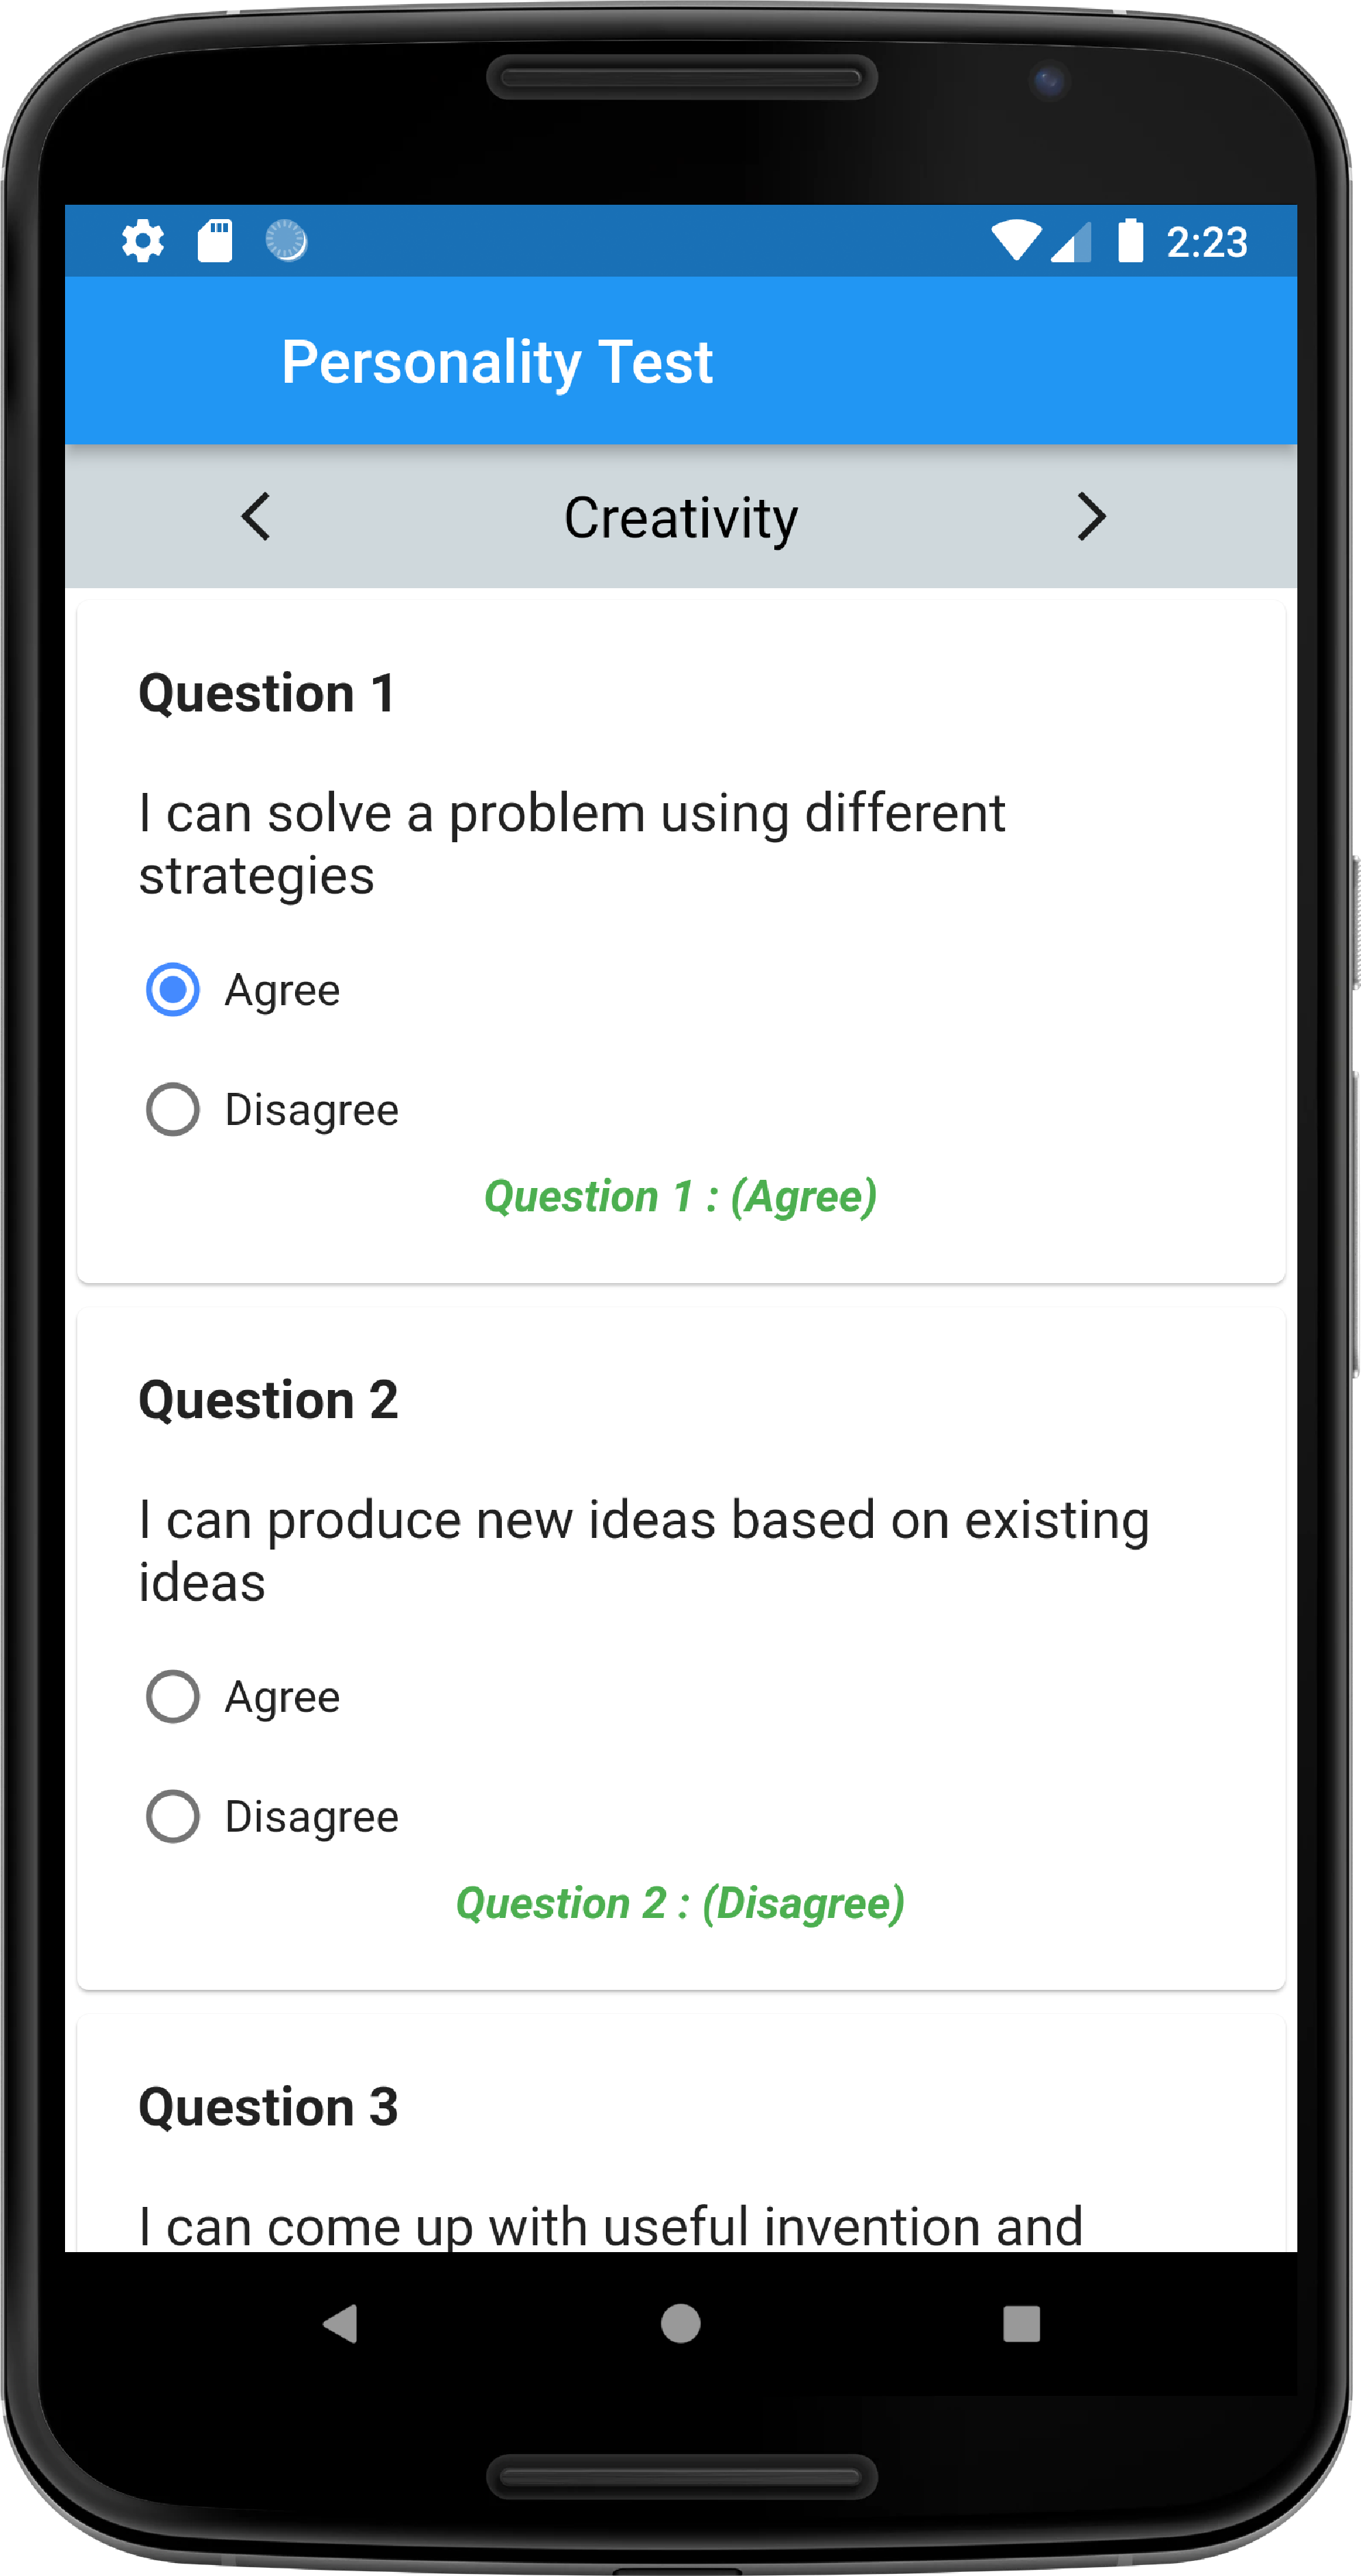 2:23
Personality Test
Creativity
Question 1
I can solve a problem using different
strategies
Agree
Disagree
Question 1 : (Agree)
Question 2
I can produce new ideas based on existing
ideas
Agree
Disagree
Question 2 : (Disagree)
Question 3
I can come up with useful invention and